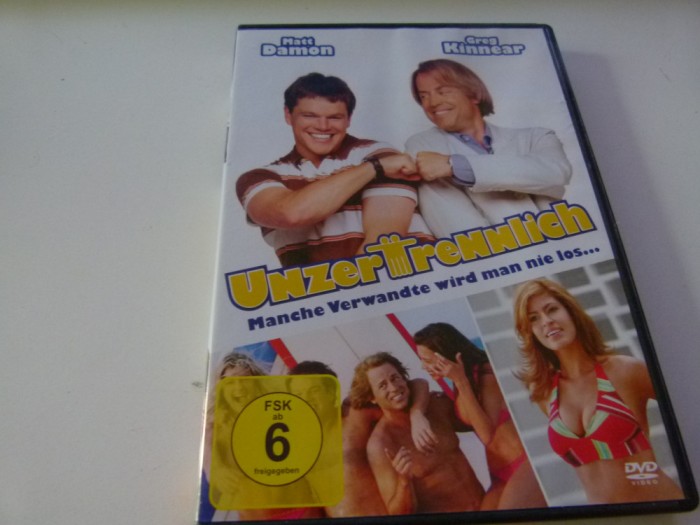 Matt
Damon
Greg
Kinnear
UNZERTRENNLICH
Manche Verwandte wird man nie los...
FSK
ab
6
freigegeben
DVD
VIDEO